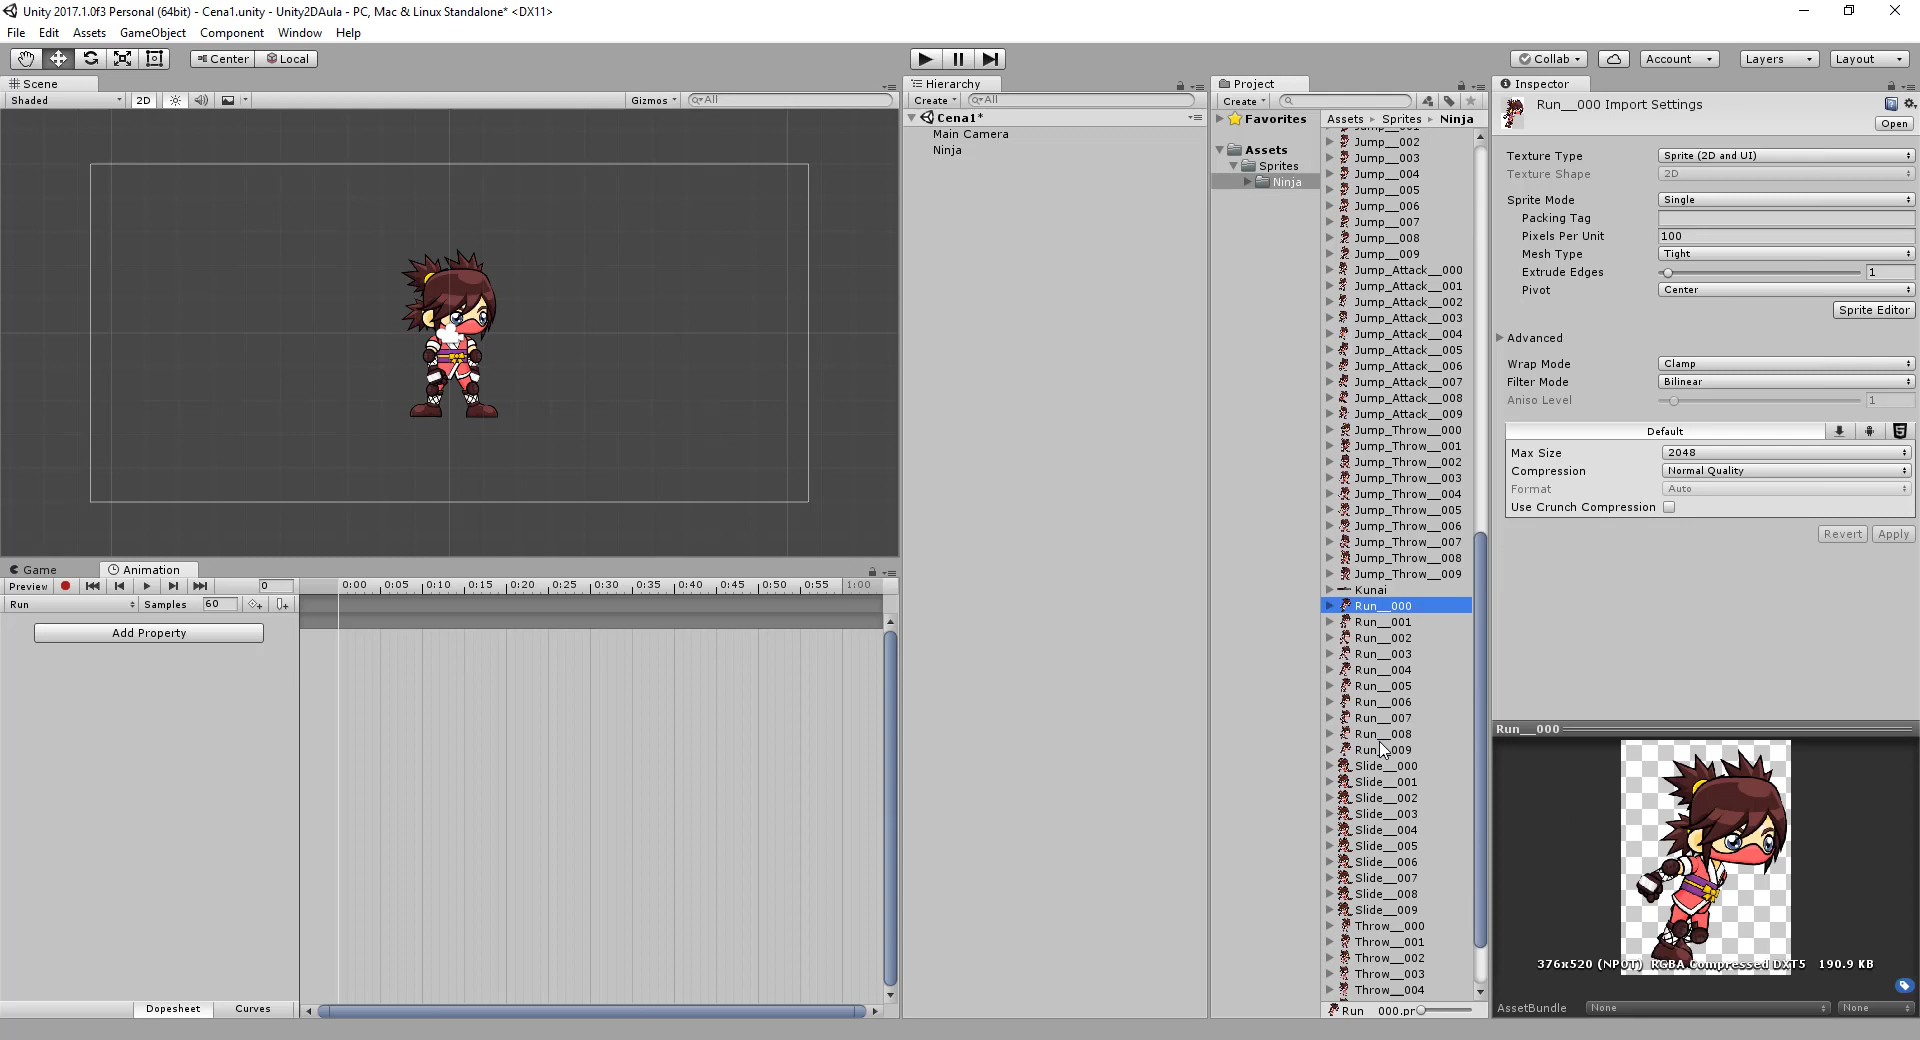 Unity 2017.1.0f3 Personal (64bit) - Cena1.unity - Unity2DAula - PC, Mac & Linux Standalone* <DX11>
File Edit Assets GameObject Component Window Help
Center Local
Collab Account Layers Layout
Scene
Shaded 2D Gizmos All
Game Animation
Preview 0
0:00 0:05 0:10 0:15 0:20 0:25 0:30 0:35 0:40 0:45 0:50 0:55 1:00
Run Samples 60
Add Property
Dopesheet Curves
Hierarchy
Create All
Cena1*
Main Camera
Ninja
Project
Create
Favorites
Assets
Sprites
Ninja
Assets Sprites Ninja
Jump__001
Jump__002
Jump__003
Jump__004
Jump__005
Jump__006
Jump__007
Jump__008
Jump__009
Jump_Attack__000
Jump_Attack__001
Jump_Attack__002
Jump_Attack__003
Jump_Attack__004
Jump_Attack__005
Jump_Attack__006
Jump_Attack__007
Jump_Attack__008
Jump_Attack__009
Jump_Throw__000
Jump_Throw__001
Jump_Throw__002
Jump_Throw__003
Jump_Throw__004
Jump_Throw__005
Jump_Throw__006
Jump_Throw__007
Jump_Throw__008
Jump_Throw__009
Kunai
Run__000
Run__001
Run__002
Run__003
Run__004
Run__005
Run__006
Run__007
Run__008
Run__009
Slide__000
Slide__001
Slide__002
Slide__003
Slide__004
Slide__005
Slide__006
Slide__007
Slide__008
Slide__009
Throw__000
Throw__001
Throw__002
Throw__003
Throw__004
Run__000.pr
Inspector
Run__000 Import Settings
Open
Texture Type Sprite (2D and UI)
Texture Shape 2D
Sprite Mode Single
Packing Tag
Pixels Per Unit 100
Mesh Type Tight
Extrude Edges 1
Pivot Center
Sprite Editor
Advanced
Wrap Mode Clamp
Filter Mode Bilinear
Aniso Level 1
Default
Max Size 2048
Compression Normal Quality
Format Auto
Use Crunch Compression
Revert Apply
Run__000
376x520 (NPOT) RGBA Compressed DXT5 190.9 KB
AssetBundle None None